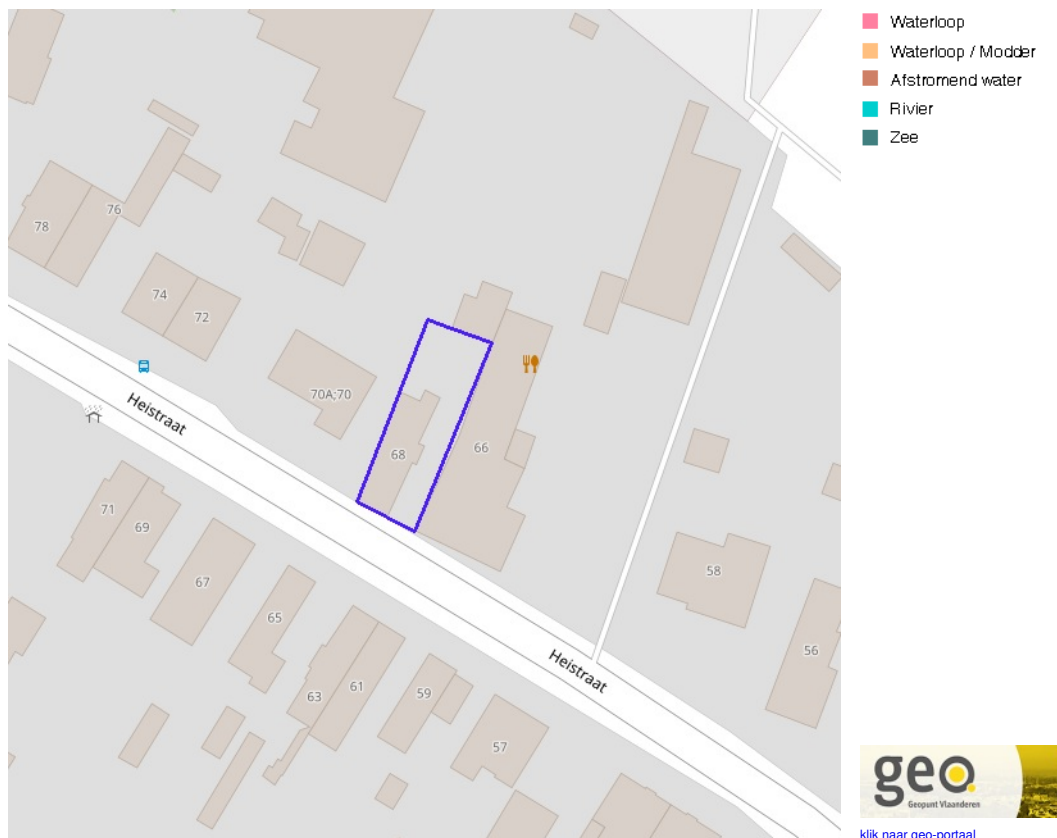 Waterloop
Waterloop / Modder
Afstromend water
Rivier
Zee
78
76
74
72
70A;70
68
66
Heistraat
71
69
67
65
63
61
59
57
Heistraat
58
56
geo
Geopunt Vlaanderen
klik naar geo-portaal